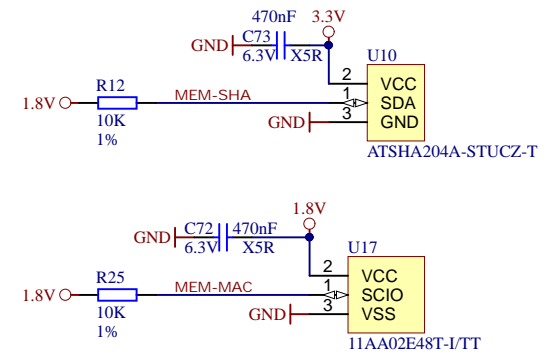 470nF 3.3V
GND C73
6.3V X5R
U10
R12
2 VCC
1.8V MEM-SHA 1 SDA
10K GND 3 GND
1%
ATSHA204A-STUCZ-T
1.8V
GND C72 470nF
6.3V X5R
U17
R25
2 VCC
1.8V MEM-MAC 1 SCIO
10K GND 3 VSS
1%
11AA02E48T-I/TT